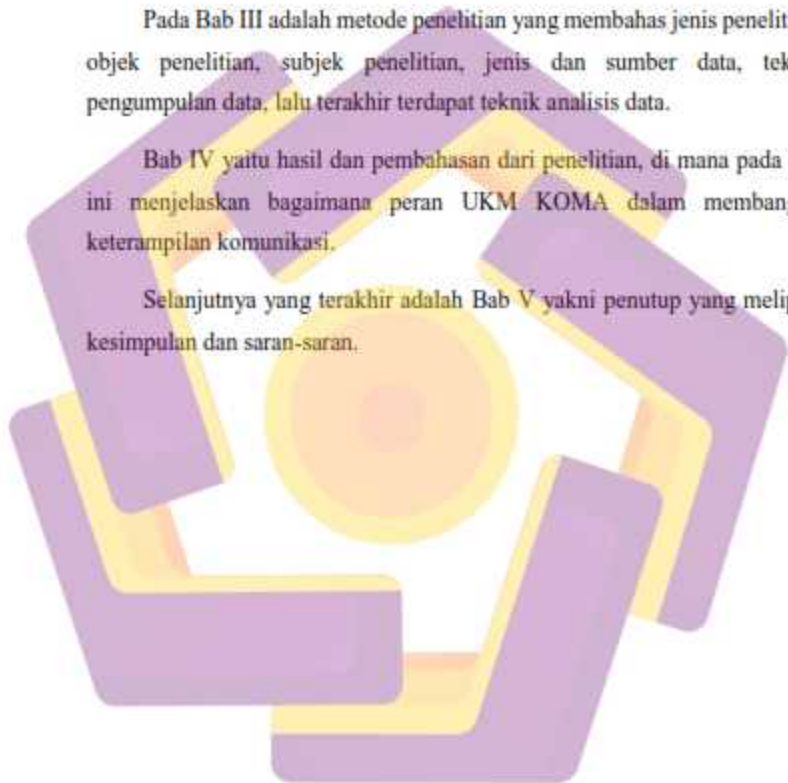 Pada Bab III adalah metode penelitian yang membahas jenis penelit
objek penelitian, subjek penelitian, jenis dan sumber data, tek
pengumpulan data, lalu terakhir terdapat teknik analisis data.
Bab IV yaitu hasil dan pembahasan dari penelitian, di mana pada
ini menjelaskan bagaimana peran UKM KOMA dalam membang
keterampilan komunikasi.
Selanjutnya yang terakhir adalah Bab V yakni penutup yang melip
kesimpulan dan saran-saran.